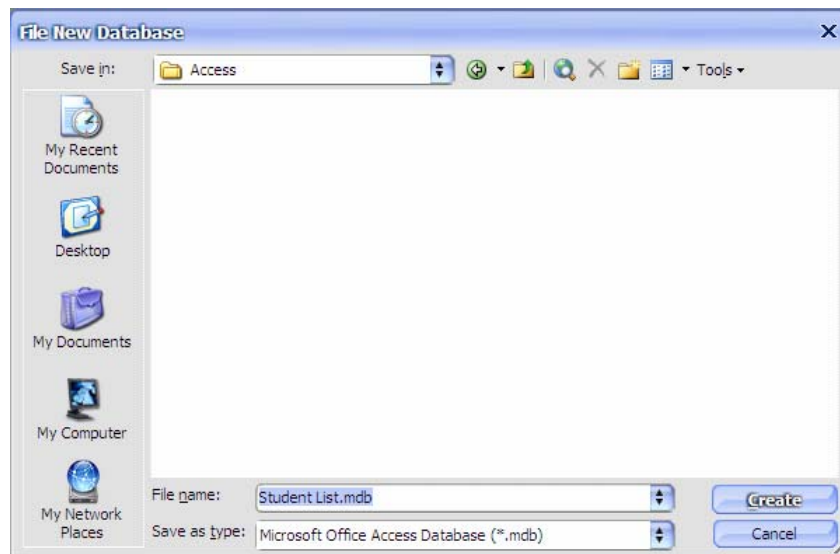 File New Database
Save in:
Access
Tools
My Recent
Documents
Desktop
My Documents
My Computer
My Network
Places
File name:
Student List.mdb
Create
Save as type:
Microsoft Office Access Database (*.mdb)
Cancel